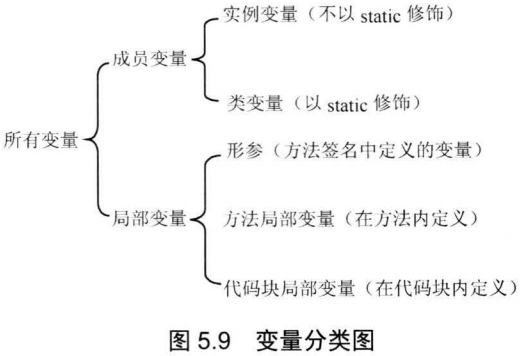 实例变量（不以 static 修饰）
成员变量
类变量（以 static 修饰）
所有变量
形参（方法签名中定义的变量）
局部变量
方法局部变量（在方法内定义）
代码块局部变量（在代码块内定义）
图 5.9 变量分类图